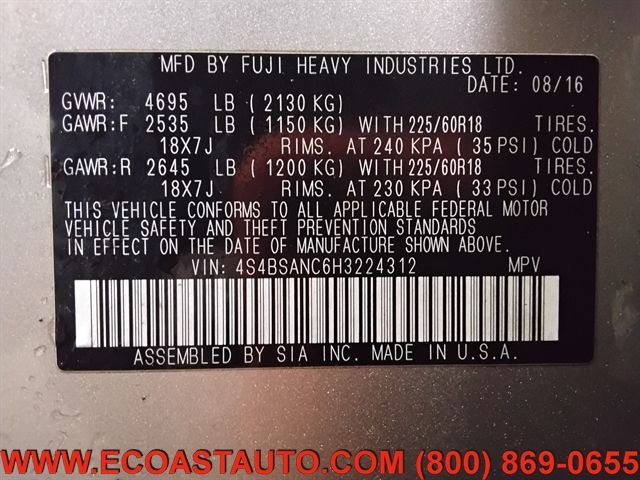 MFD BY FUJI HEAVY INDUSTRIES LTD.
DATE: 08/16
GVWR: 4695 LB ( 2130 KG)
GAWR:F 2535 LB ( 1150 KG) WITH 225/60R18 TIRES.
18X7J RIMS. AT 240 KPA ( 35 PSI) COLD
GAWR:R 2645 LB ( 1200 KG) WITH 225/60R18 TIRES.
18X7J RIMS. AT 230 KPA ( 33 PSI) COLD
THIS VEHICLE CONFORMS TO ALL APPLICABLE FEDERAL MOTOR
VEHICLE SAFETY AND THEFT PREVENTION STANDARDS
IN EFFECT ON THE DATE OF MANUFACTURE SHOWN ABOVE.
VIN: 4S4BSANC6H3224312 MPV
ASSEMBLED BY SIA INC. MADE IN U.S.A.
WWW.ECOASTAUTO.COM (800) 869-0655